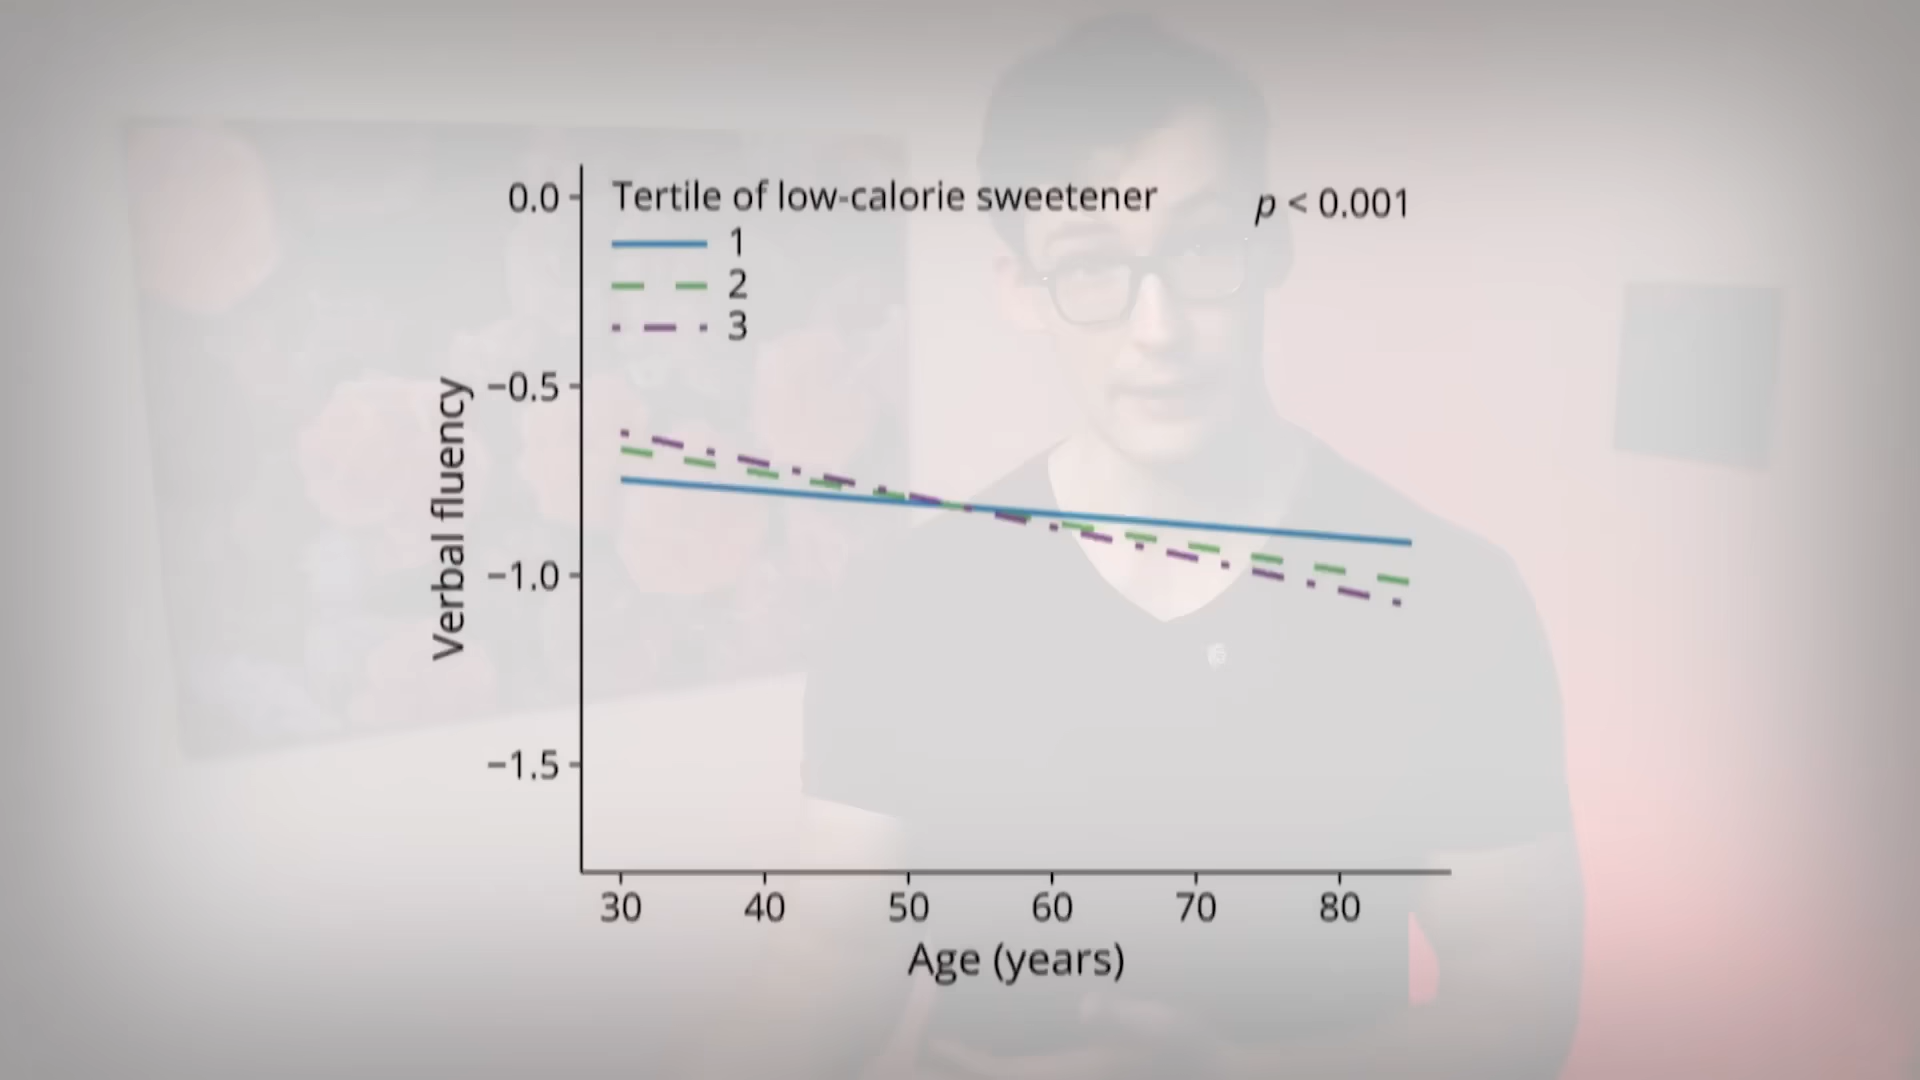 Tertile of low-calorie sweetener
p < 0.001
1
2
3
0.0
−0.5
−1.0
−1.5
Verbal fluency
30 40 50 60 70 80
Age (years)